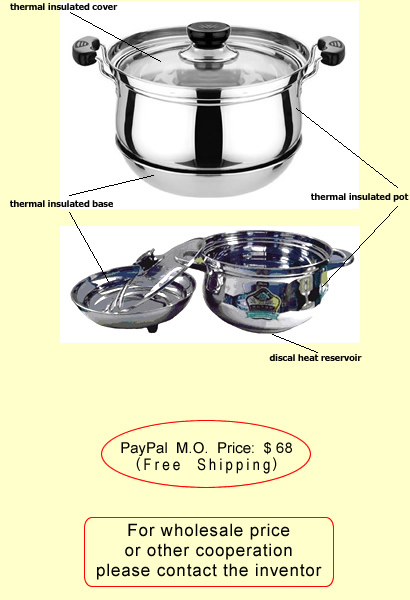 thermal insulated cover
thermal insulated pot
thermal insulated base
discal heat reservoir
PayPal M.O. Price: $ 68
(Free Shipping)
For wholesale price
or other cooperation
please contact the inventor